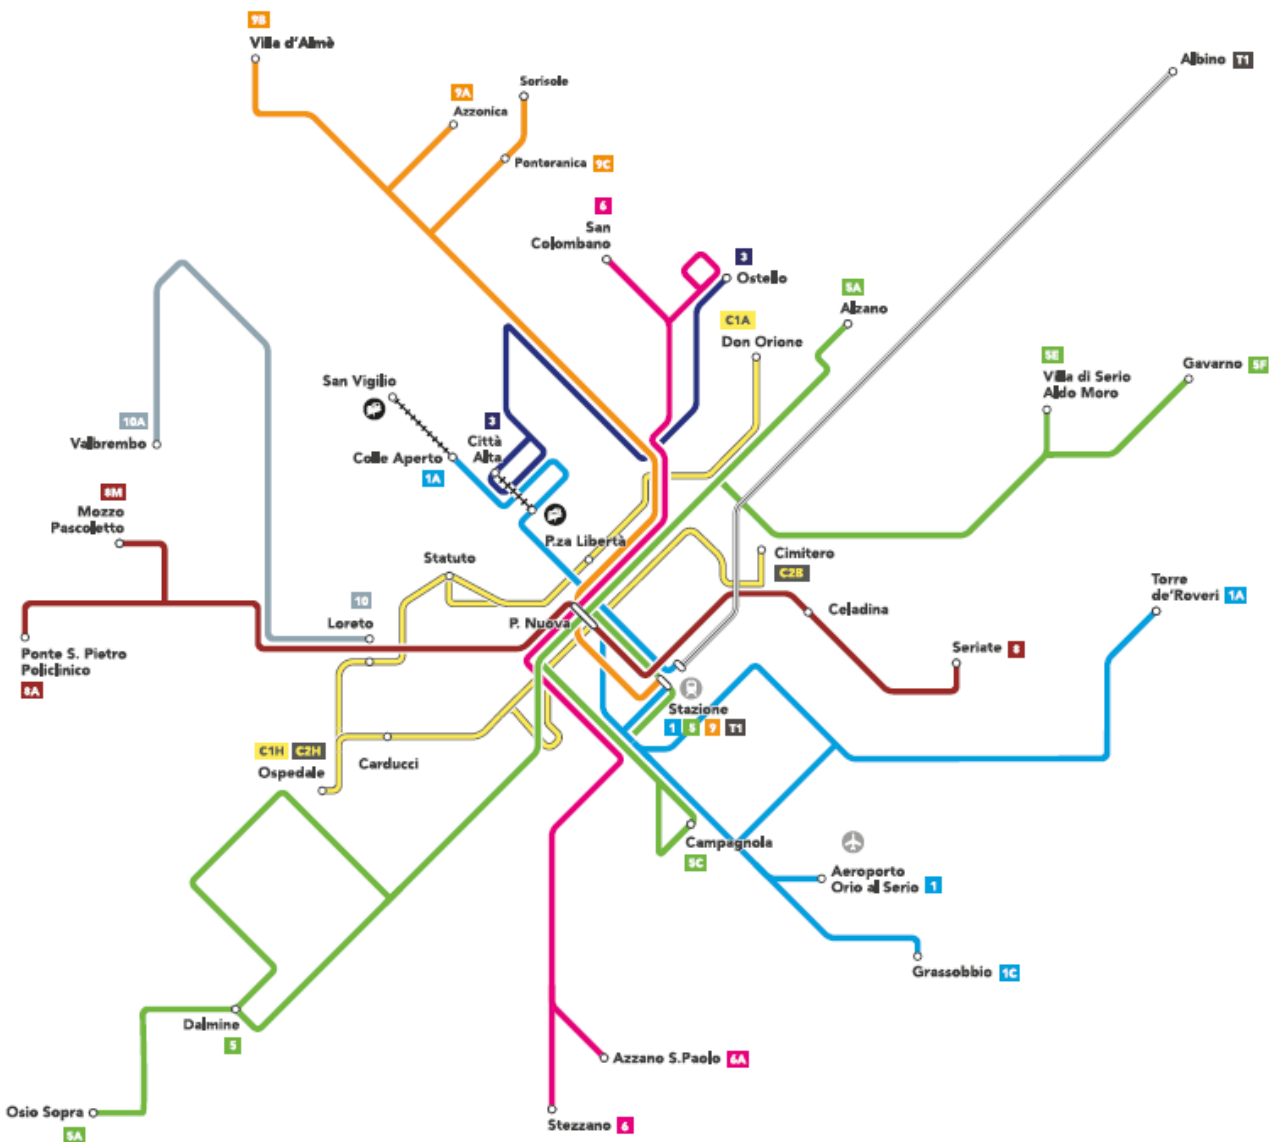 9B
Villa d'Almè
Albino T1
Sorisole
9A
Azzonica
Ponteranica 9C
6
San
Colombano
3
Ostello
5A
Alzano
C1A
Don Orione
5E
Villa di Serio
Aldo Moro
Gavarno 5F
San Vigilio
10A
Valbrembo
3
Città
Alta
Colle Aperto
1A
8M
Mozzo
Pascoletto
P.za Libertà
Statuto
Cimitero
C2B
Torre
de'Roveri 1A
10
Loreto
P. Nuova
Celadina
Ponte S. Pietro
Policlinico
8A
Seriate 8
Stazione
1 5 9 T1
C1H C2H
Ospedale
Carducci
Campagnola
5C
Aeroporto
Orio al Serio 1
Grassobbio 1C
Dalmine
5
Azzano S.Paolo 6A
Osio Sopra
5A
Stezzano 6